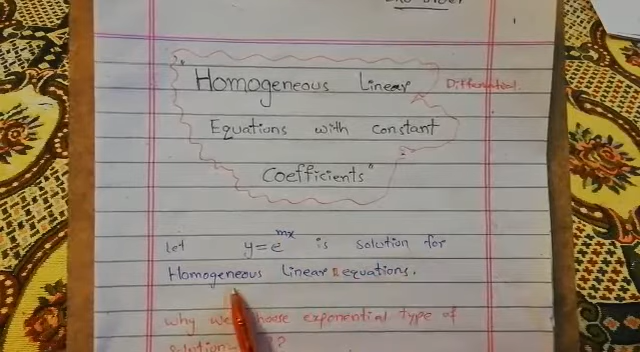 Homogeneous Linear Differential
Equations with constant
Coefficients"
Let y=e^mx is solution for
Homogeneous Linear equations.
why we choose exponential type of